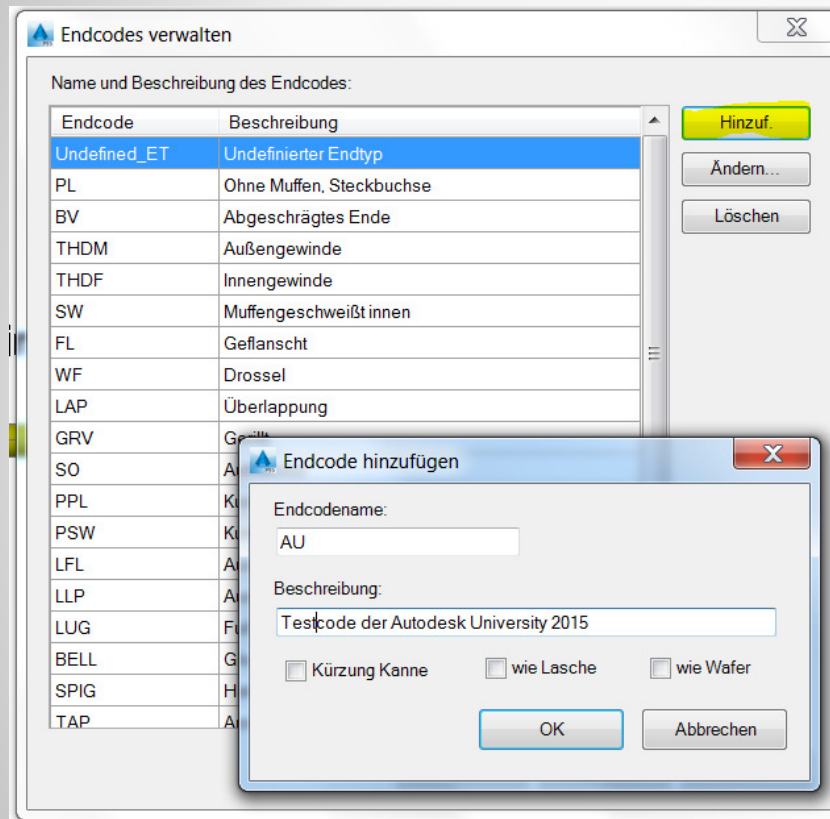 Endcodes verwalten
Name und Beschreibung des Endcodes:
Endcode Beschreibung
Undefined_ET Undefinierter Endtyp
PL Ohne Muffen, Steckbuchse
BV Abgeschrägtes Ende
THDM Außengewinde
THDF Innengewinde
SW Muffengeschweißt innen
FL Geflanscht
WF Drossel
LAP Überlappung
GRV
SO
PPL
PSW
LFL
LLP
LUG
BELL
SPIG
TAP
Hinzuf.
Ändern...
Löschen
Endcode hinzufügen
Endcodename:
AU
Beschreibung:
Testcode der Autodesk University 2015
Kürzung Kanne wie Lasche wie Wafer
OK Abbrechen